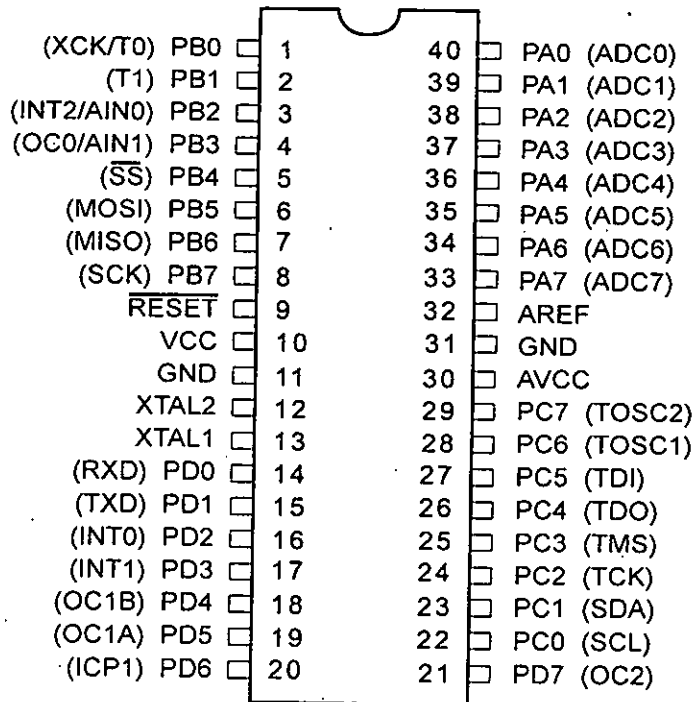 (XCK/T0) PB0 1 40 PA0 (ADC0)
(T1) PB1 2 39 PA1 (ADC1)
(INT2/AIN0) PB2 3 38 PA2 (ADC2)
(OC0/AIN1) PB3 4 37 PA3 (ADC3)
(SS) PB4 5 36 PA4 (ADC4)
(MOSI) PB5 6 35 PA5 (ADC5)
(MISO) PB6 7 34 PA6 (ADC6)
(SCK) PB7 8 33 PA7 (ADC7)
RESET 9 32 AREF
VCC 10 31 GND
GND 11 30 AVCC
XTAL2 12 29 PC7 (TOSC2)
XTAL1 13 28 PC6 (TOSC1)
(RXD) PD0 14 27 PC5 (TDI)
(TXD) PD1 15 26 PC4 (TDO)
(INT0) PD2 16 25 PC3 (TMS)
(INT1) PD3 17 24 PC2 (TCK)
(OC1B) PD4 18 23 PC1 (SDA)
(OC1A) PD5 19 22 PC0 (SCL)
(ICP1) PD6 20 21 PD7 (OC2)